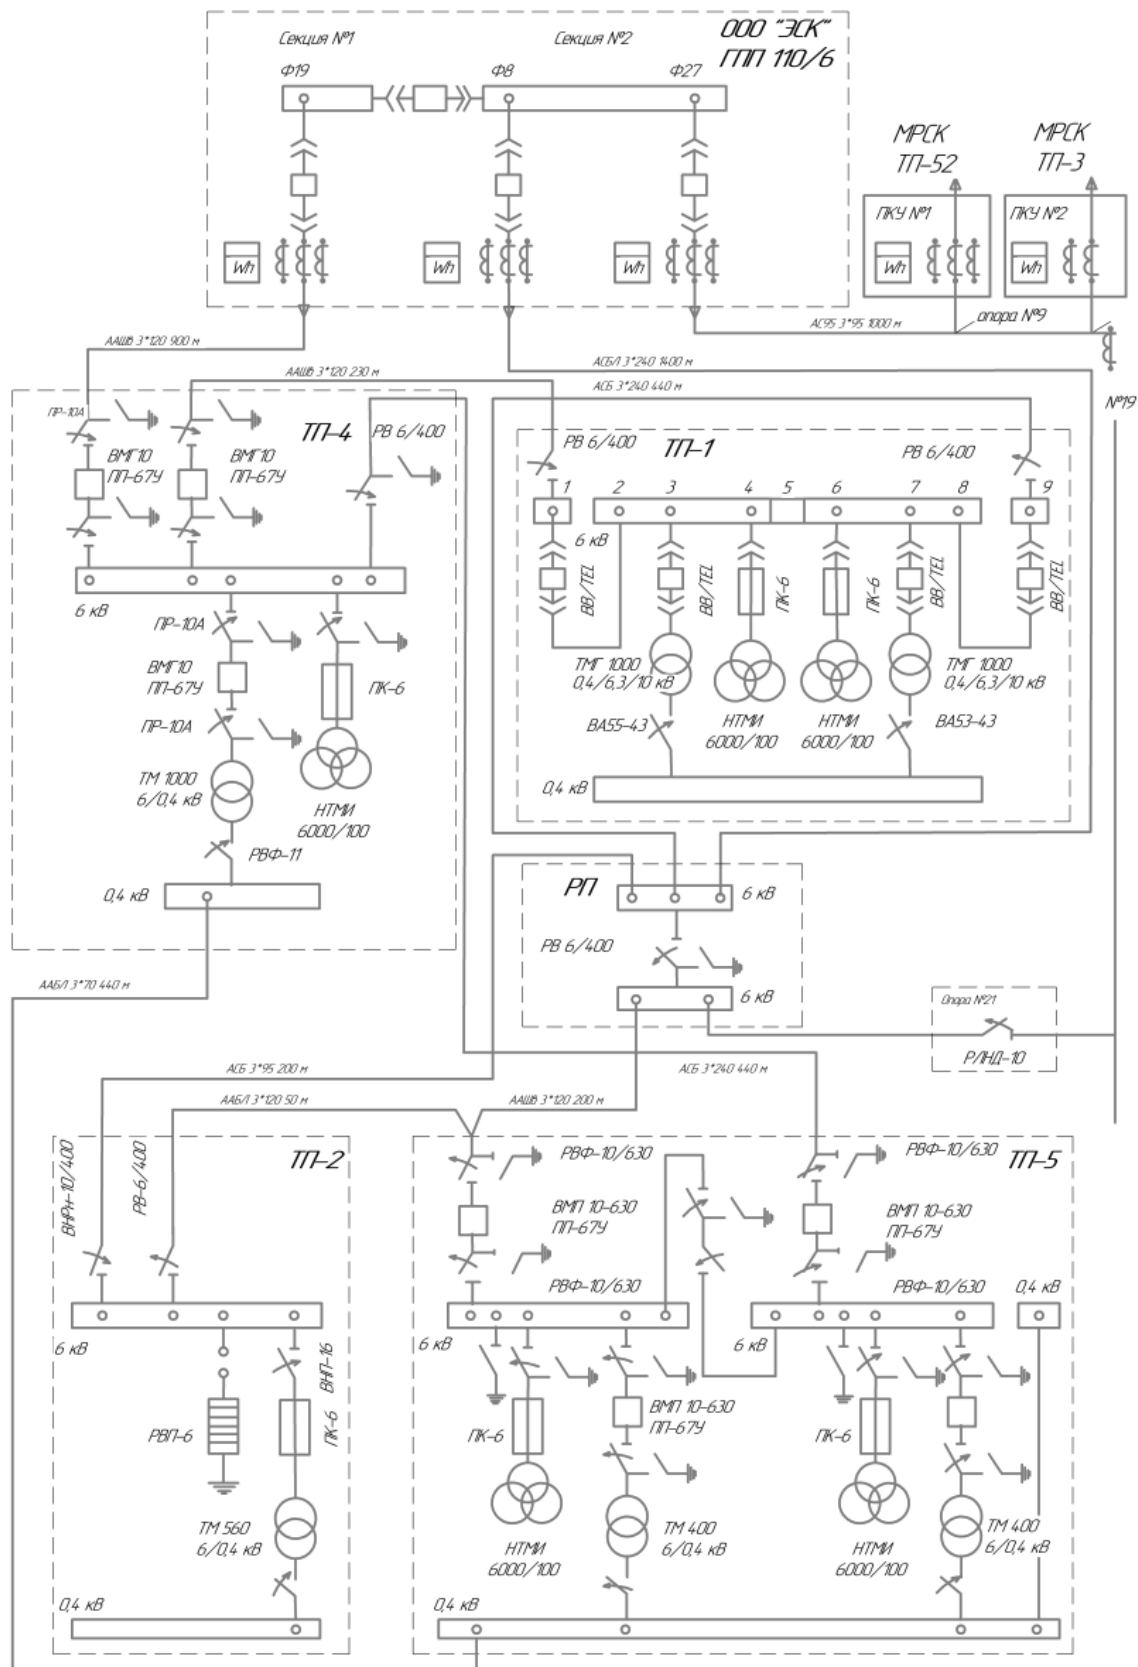 ООО "ЭСК"
ГПП 110/6
Секция №1
Секция №2
Ф19
Ф8
Ф27
Wh
Wh
Wh
МРСК
ТП-52
МРСК
ТП-3
ПКУ №1
ПКУ №2
Wh
Wh
АС95 3*95 1000 м
опора №9
ААШВ 3*120 900 м
ААШВ 3*120 230 м
АСБЛ 3*240 1400 м
АСБ 3*240 440 м
№19
ПР-10А
ВМГ10
ПП-67У
ВМГ10
ПП-67У
ТП-4
РВ 6/400
6 кВ
ПР-10А
ВМГ10
ПП-67У
ПР-10А
ПК-6
ТМ 1000
6/0,4 кВ
НТМИ
6000/100
РВФ-11
0,4 кВ
ААБЛ 3*70 440 м
РВ 6/400
ТП-1
РВ 6/400
1
2
3
4
5
6
7
8
9
6 кВ
ВВ/TEL
ВВ/TEL
ПК-6
ПК-6
ВВ/TEL
ВВ/TEL
ТМГ 1000
0,4/6,3/10 кВ
ТМГ 1000
0,4/6,3/10 кВ
НТМИ
6000/100
НТМИ
6000/100
ВА55-43
ВА53-43
0,4 кВ
РП
6 кВ
РВ 6/400
6 кВ
Опора №21
РЛНД-10
АСБ 3*95 200 м
АСБ 3*240 440 м
ААБЛ 3*120 50 м
ААШВ 3*120 200 м
ТП-2
ВНРн-10/400
РВ-6/400
6 кВ
ВНП-16
РВП-6
ПК-6
ТМ 560
6/0,4 кВ
0,4 кВ
ТП-5
РВФ-10/630
РВФ-10/630
ВМП 10-630
ПП-67У
ВМП 10-630
ПП-67У
РВФ-10/630
РВФ-10/630
0,4 кВ
6 кВ
6 кВ
ВМП 10-630
ПП-67У
ПК-6
ПК-6
ТМ 400
6/0,4 кВ
ТМ 400
6/0,4 кВ
НТМИ
6000/100
НТМИ
6000/100
0,4 кВ